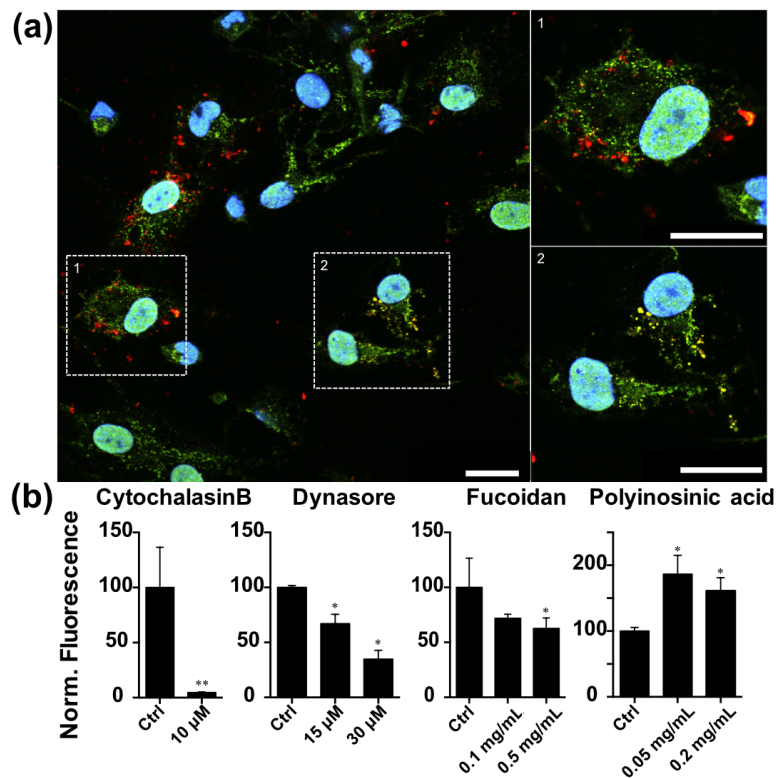 (a)
1
2
1
2
(b)
CytochalasinB
Dynasore
Fucoidan
Polyinosinic acid
Norm. Fluorescence
150
100
50
0
Ctrl
10 µM
**
150
100
50
0
Ctrl
15 µM
30 µM
*
*
150
100
50
0
Ctrl
0.1 mg/mL
0.5 mg/mL
*
200
100
0
Ctrl
0.05 mg/mL
0.2 mg/mL
*
*